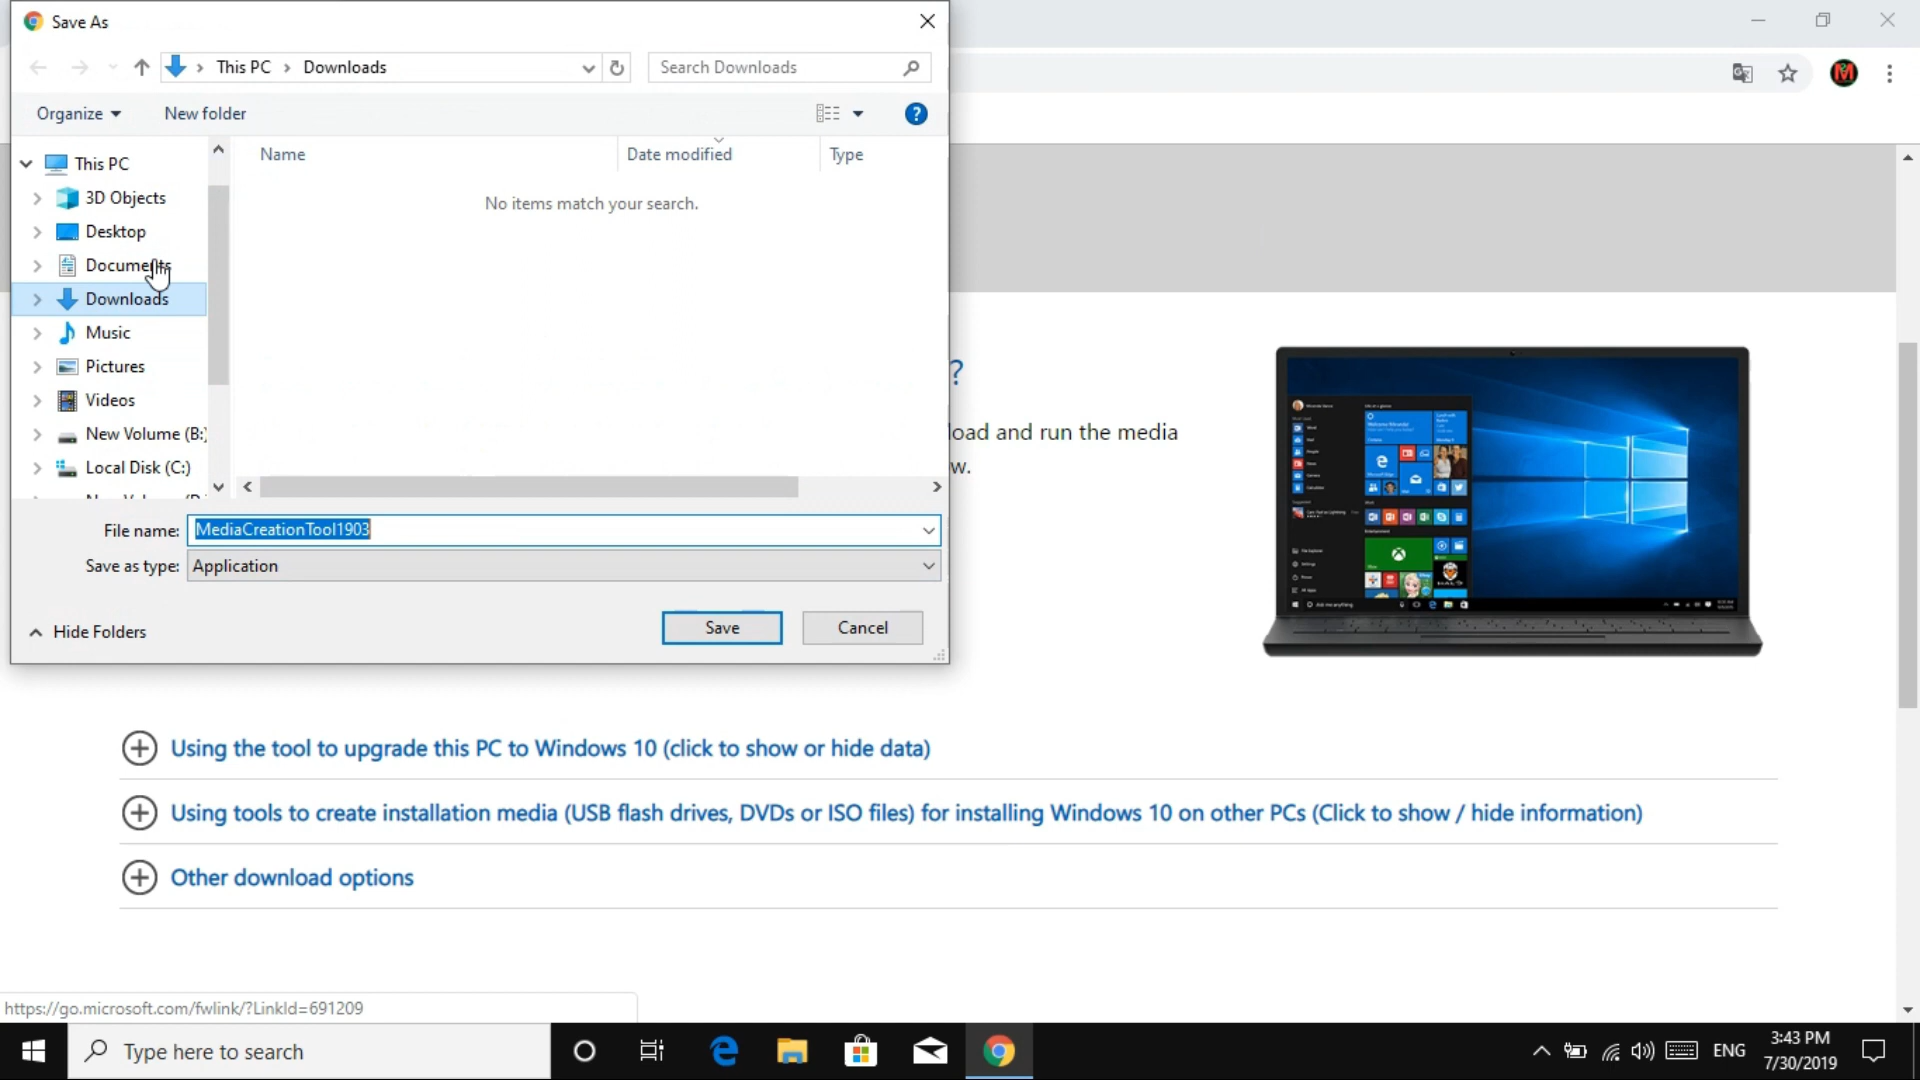 Save As
This PC > Downloads
Search Downloads
Organize
New folder
?
Name
Date modified
Type
No items match your search.
This PC
3D Objects
Desktop
Documents
Downloads
Music
Pictures
Videos
New Volume (B:)
Local Disk (C:)
File name: MediaCreationTool1903
Save as type: Application
Hide Folders
Save
Cancel
?
load and run the media
w.
Using the tool to upgrade this PC to Windows 10 (click to show or hide data)
Using tools to create installation media (USB flash drives, DVDs or ISO files) for installing Windows 10 on other PCs (Click to show / hide information)
Other download options
https://go.microsoft.com/fwlink/?LinkId=691209
Type here to search
ENG
3:43 PM
7/30/2019